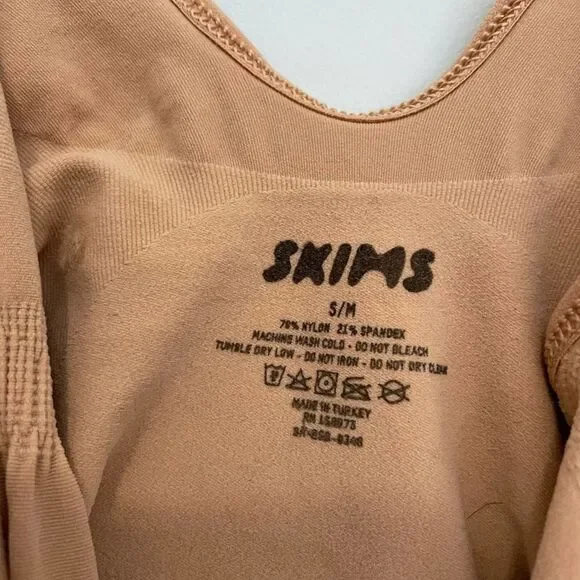 SKIMS
S/M
79% NYLON 21% SPANDEX
MACHINE WASH COLD - DO NOT BLEACH
TUMBLE DRY LOW - DO NOT IRON - DO NOT DRY CLEAN
MADE IN TURKEY
RN